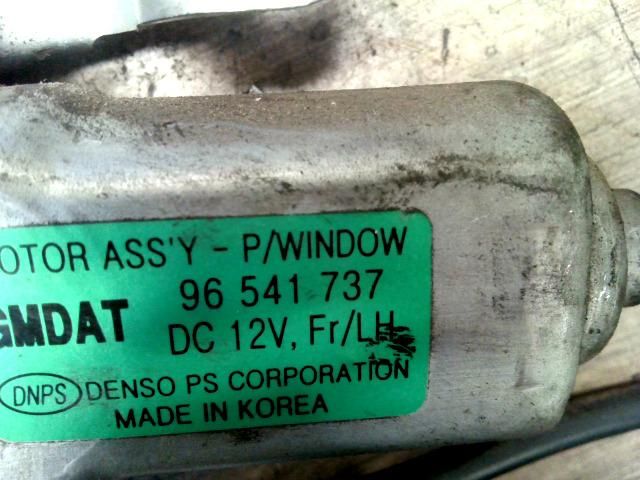 OTOR ASS'Y - P/WINDOW
96 541 737
GMDAT
DC 12V, Fr/LH
DNPS DENSO PS CORPORATION
MADE IN KOREA